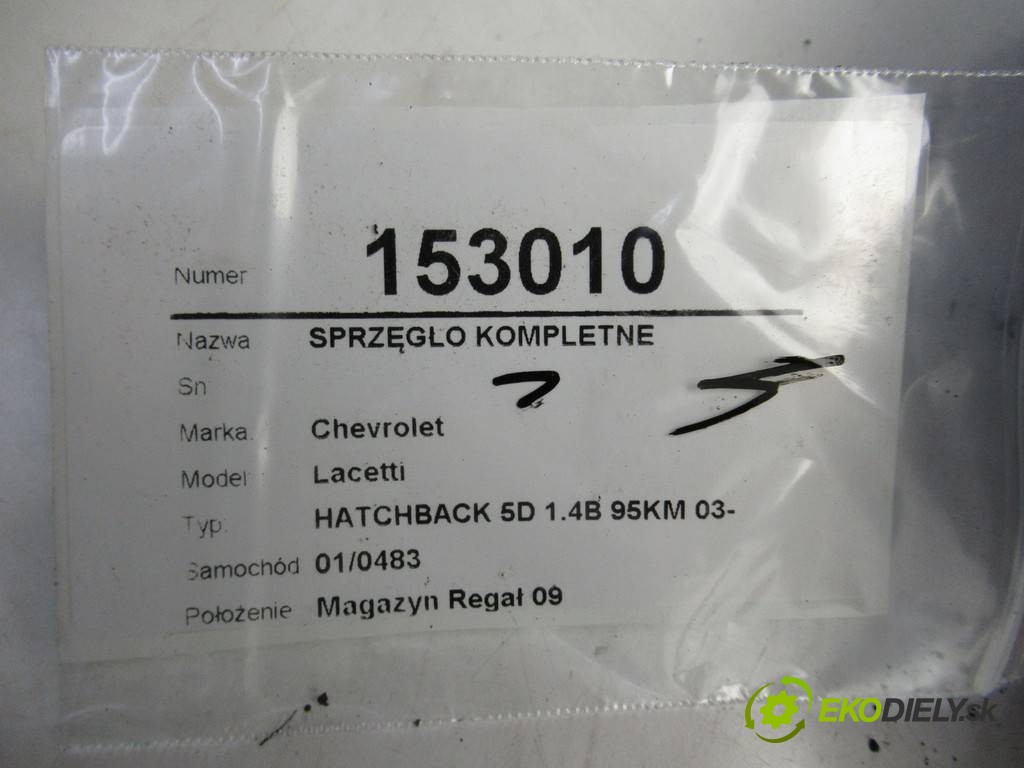 Numer 153010
Nazwa SPRZĘGŁO KOMPLETNE
Sn
Marka: Chevrolet
Model Lacetti
Typ: HATCHBACK 5D 1.4B 95KM 03-
Samochód 01/0483
Położenie Magazyn Regał 09
EKODIELY.sk